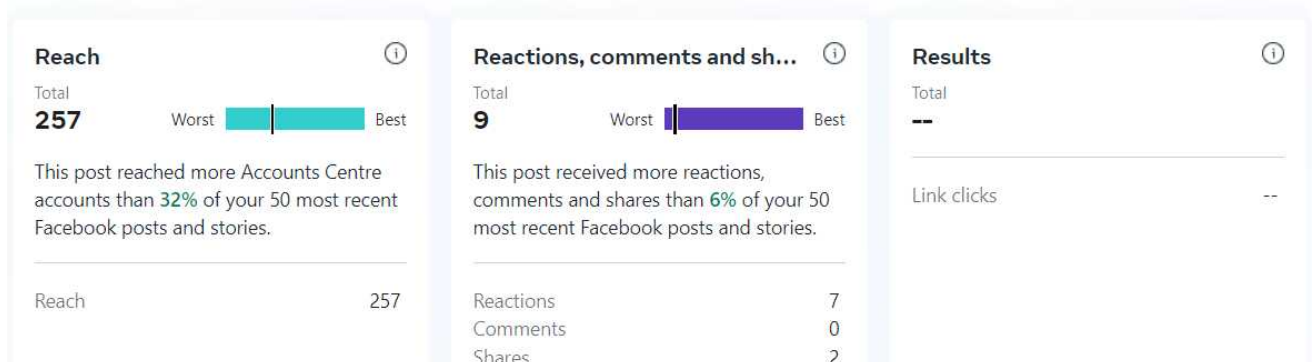 Reach
Total
257
Worst
Best
This post reached more Accounts Centre
accounts than 32% of your 50 most recent
Facebook posts and stories.
Reach 257
Reactions, comments and sh...
Total
9
Worst
Best
This post received more reactions,
comments and shares than 6% of your 50
most recent Facebook posts and stories.
Reactions 7
Comments 0
Shares 2
Results
Total
--
Link clicks --